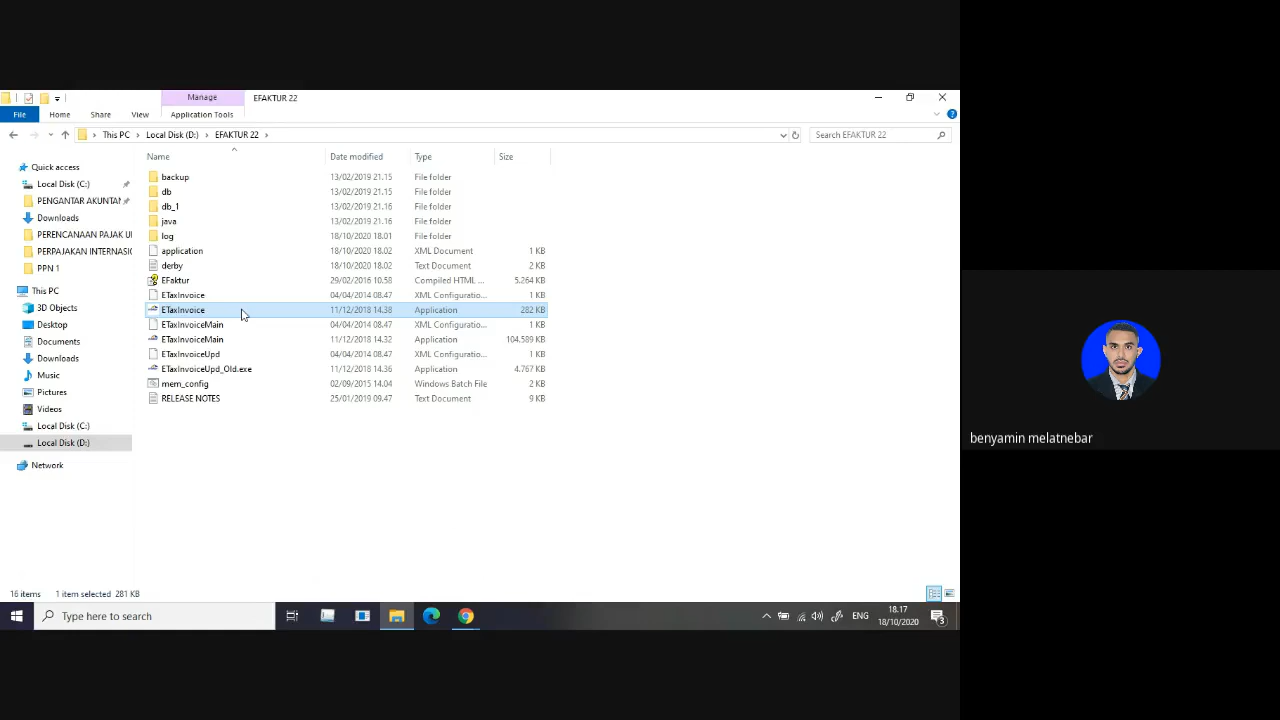 Manage
EFAKTUR 22
File
Home
Share
View
Application Tools
This PC
Local Disk (D:)
EFAKTUR 22
Search EFAKTUR 22
Name
Date modified
Type
Size
Quick access
Local Disk (C:)
PENGANTAR AKUNTAN
Downloads
PERENCANAAN PAJAK UI
PERPAJAKAN INTERNASIO
PPN 1
This PC
3D Objects
Desktop
Documents
Downloads
Music
Pictures
Videos
Local Disk (C:)
Local Disk (D:)
Network
backup 13/02/2019 21.15 File folder
db 13/02/2019 21.15 File folder
db_1 13/02/2019 21.16 File folder
java 13/02/2019 21.16 File folder
log 18/10/2020 18.01 File folder
application 18/10/2020 18.02 XML Document 1 KB
derby 18/10/2020 18.02 Text Document 2 KB
EFaktur 29/02/2016 10.58 Compiled HTML ... 5.264 KB
ETaxInvoice 04/04/2014 08.47 XML Configuratio... 1 KB
ETaxInvoice 11/12/2018 14.38 Application 282 KB
ETaxInvoiceMain 04/04/2014 08.47 XML Configuratio... 1 KB
ETaxInvoiceMain 11/12/2018 14.32 Application 104.589 KB
ETaxInvoiceUpd 04/04/2014 08.47 XML Configuratio... 1 KB
ETaxInvoiceUpd_Old.exe 11/12/2018 14.36 Application 4.767 KB
mem_config 02/09/2015 14.04 Windows Batch File 2 KB
RELEASE NOTES 25/01/2019 09.47 Text Document 9 KB
benyamin melatnebar
16 items
1 item selected 281 KB
Type here to search
ENG
18.17
18/10/2020
3